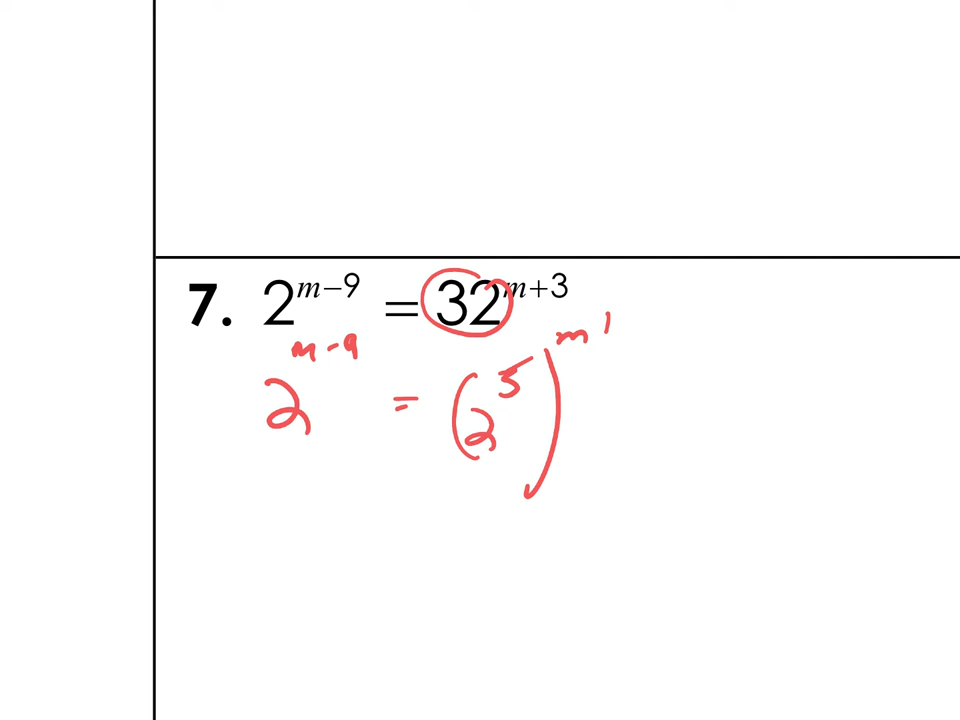 7. 2^{m-9} = 32^{m+3}
2^{m-9} = (2^5)^{m'}